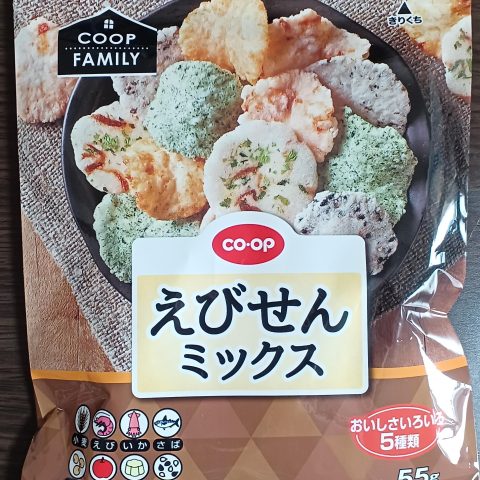 COOP
FAMILY
きりくち
co·op
えびせん
ミックス
小麦 えび いか さば
おいしさいろいろ
5種類
55g